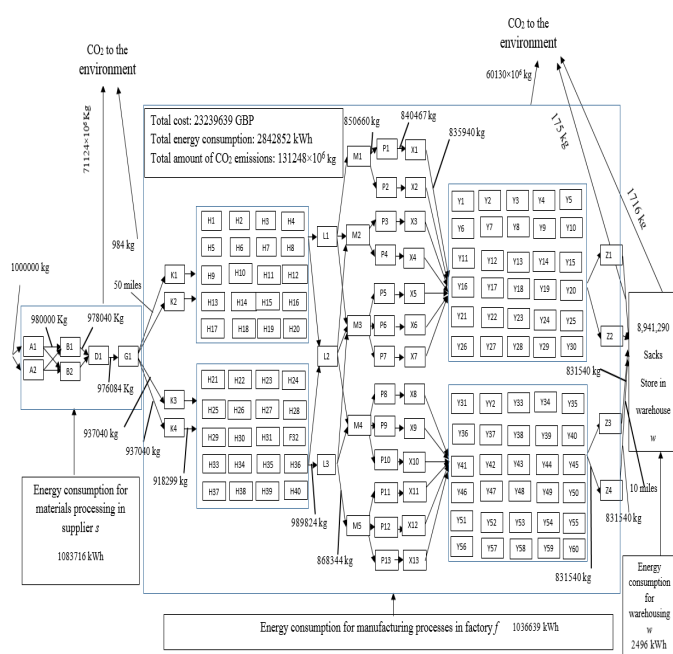 CO₂ to the
environment
CO₂ to the
environment
71124×10⁶ Kg
984 kg
60130×10⁶ kg
175 kg
1716 kg
Total cost: 23239639 GBP
Total energy consumption: 2842852 kWh
Total amount of CO₂ emissions: 131248×10⁶ kg
850660 kg
840467 kg
835940 kg
1000000 kg
50 miles
980000 Kg
978040 Kg
976084 Kg
937040 kg
937040 kg
918299 kg
989824 kg
868344 kg
831540 kg
831540 kg
831540 kg
10 miles
A1
A2
B1
B2
D1
G1
K1
K2
K3
K4
H1 H2 H3 H4
H5 H6 H7 H8
H9 H10 H11 H12
H13 H14 H15 H16
H17 H18 H19 H20
H21 H22 H23 H24
H25 H26 H27 H28
H29 H30 H31 F32
H33 H34 H35 H36
H37 H38 H39 H40
L1
L2
L3
M1
M2
M3
M4
M5
P1 X1
P2 X2
P3 X3
P4 X4
P5 X5
P6 X6
P7 X7
P8 X8
P9 X9
P10 X10
P11 X11
P12 X12
P13 X13
Y1 Y2 Y3 Y4 Y5
Y6 Y7 Y8 Y9 Y10
Y11 Y12 Y13 Y14 Y15
Y16 Y17 Y18 Y19 Y20
Y21 Y22 Y23 Y24 Y25
Y26 Y27 Y28 Y29 Y30
Y31 YY2 Y33 Y34 Y35
Y36 Y37 Y38 Y39 Y40
Y41 Y42 Y43 Y44 Y45
Y46 Y47 Y48 Y49 Y50
Y51 Y52 Y53 Y54 Y55
Y56 Y57 Y58 Y59 Y60
Z1
Z2
Z3
Z4
8,941,290
Sacks
Store in
warehouse
w
Energy consumption for
materials processing in
supplier s
1083716 kWh
Energy consumption for manufacturing processes in factory f 1036639 kWh
Energy
consumption
for
warehousing
w
2496 kWh